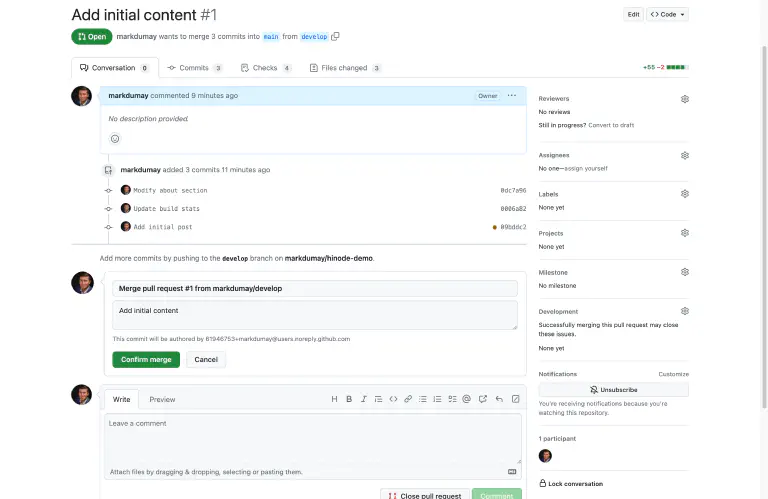 Add initial content #1
Edit
Code
Open
markdumay wants to merge 3 commits into main from develop
Conversation 0
Commits 3
Checks 4
Files changed 3
+55 −2
markdumay commented 9 minutes ago
Owner
No description provided.
markdumay added 3 commits 11 minutes ago
Modify about section
0dc7a96
Update build stats
0006a82
Add initial post
09bddc2
Add more commits by pushing to the develop branch on markdumay/hinode-demo.
Merge pull request #1 from markdumay/develop
Add initial content
This commit will be authored by 61946753+markdumay@users.noreply.github.com
Confirm merge
Cancel
Write
Preview
Leave a comment
Attach files by dragging & dropping, selecting or pasting them.
Close pull request
Comment
Reviewers
No reviews
Still in progress? Convert to draft
Assignees
No one—assign yourself
Labels
None yet
Projects
None yet
Milestone
No milestone
Development
Successfully merging this pull request may close
these issues.
None yet
Notifications
Customize
Unsubscribe
You're receiving notifications because you're
watching this repository.
1 participant
Lock conversation